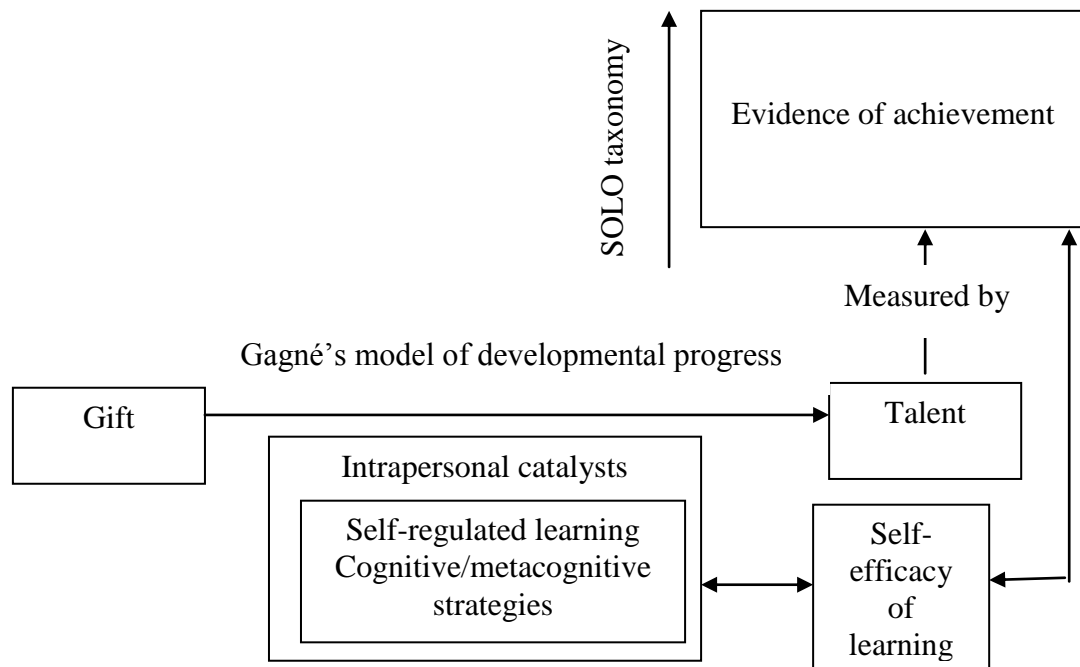 SOLO taxonomy
Evidence of achievement
Measured by
Gagné’s model of developmental progress
Gift
Talent
Intrapersonal catalysts
Self-regulated learning
Cognitive/metacognitive
strategies
Self-
efficacy
of
learning